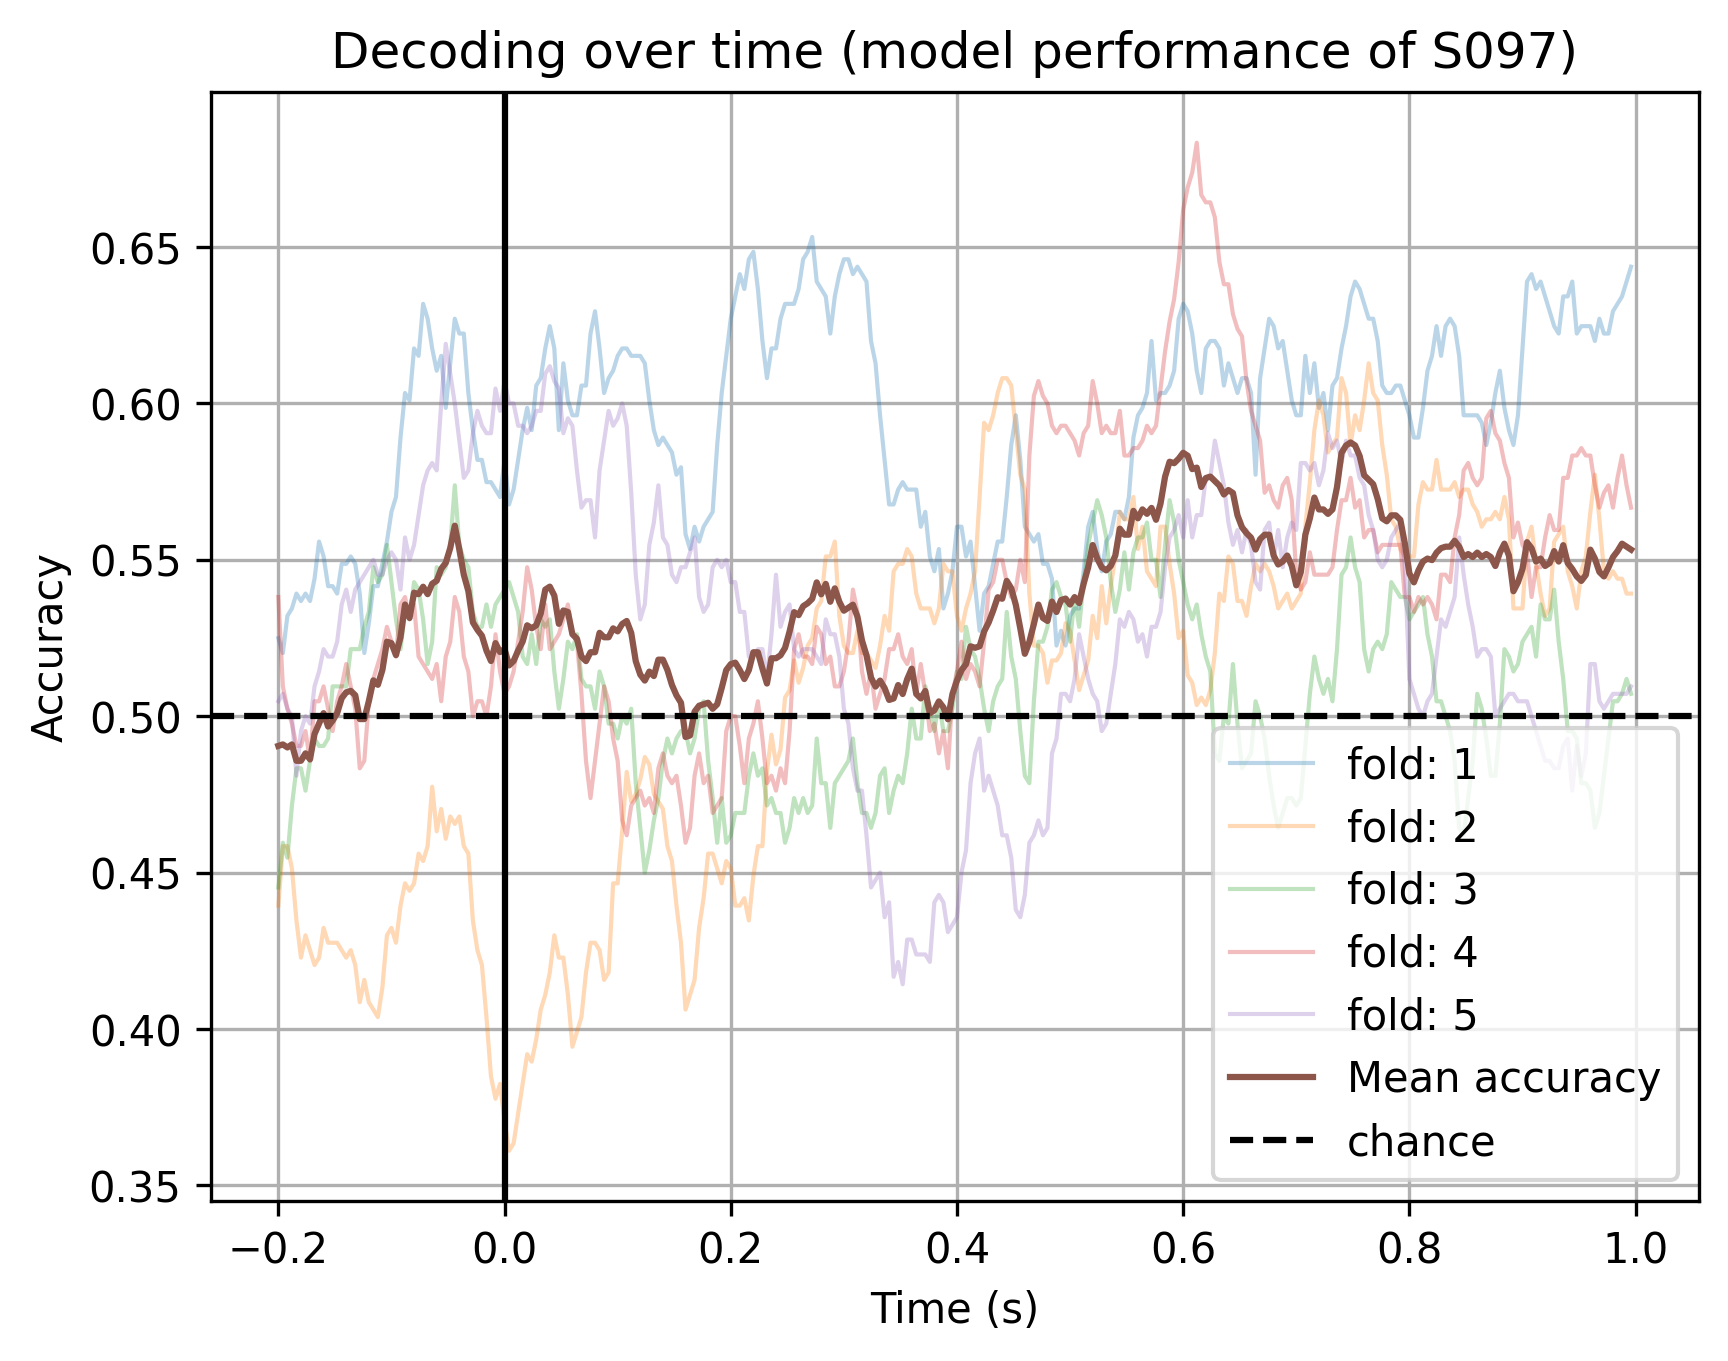 Decoding over time (model performance of S097)
Accuracy
0.65
0.60
0.55
0.50
0.45
0.40
0.35
fold: 1
fold: 2
fold: 3
fold: 4
fold: 5
Mean accuracy
chance
−0.2 0.0 0.2 0.4 0.6 0.8 1.0
Time (s)